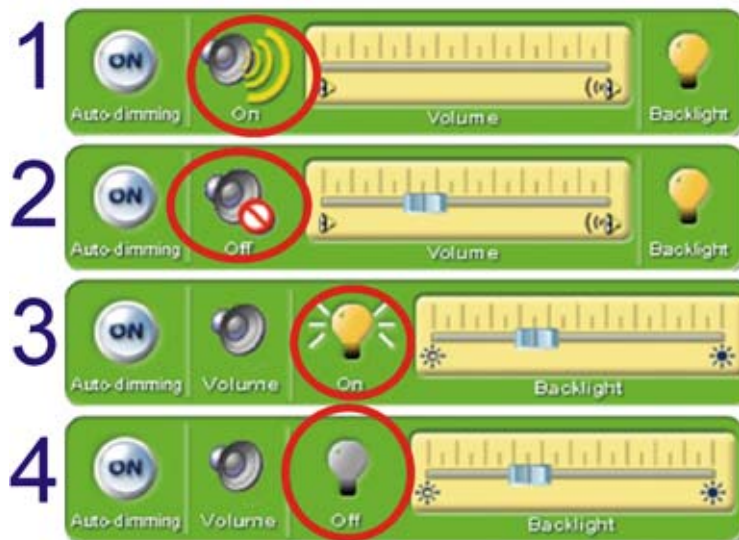 1
ON
Auto-dimming
On
Volume
Backlight
2
ON
Auto-dimming
Off
Volume
Backlight
3
ON
Auto-dimming
Volume
On
Backlight
4
ON
Auto-dimming
Volume
Off
Backlight